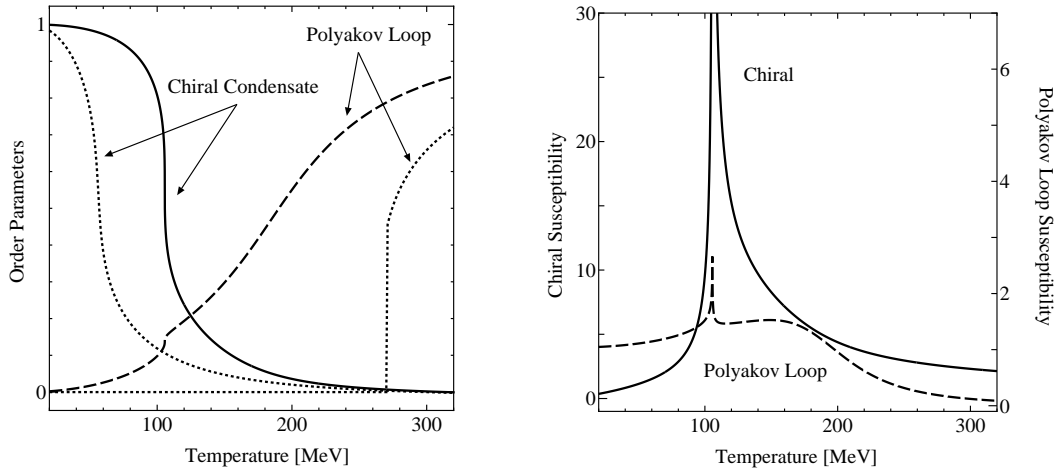 1
0
Order Parameters
Chiral Condensate
Polyakov Loop
100
200
300
Temperature [MeV]
30
20
10
0
Chiral Susceptibility
Chiral
Polyakov Loop
6
4
2
0
Polyakov Loop Susceptibility
100
200
300
Temperature [MeV]